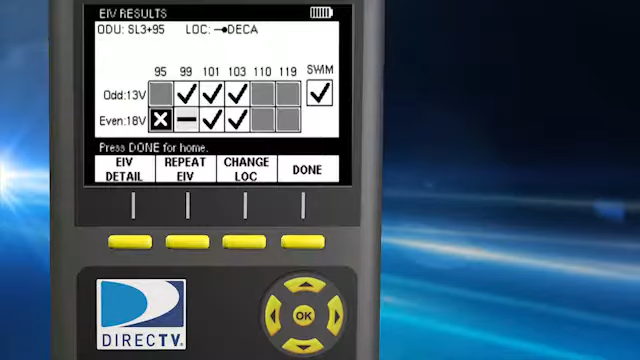 EIV RESULTS
ODU: SL3+95 LOC: DECA
95 99 101 103 110 119 SWIM
Odd:13V
Even:18V
Press DONE for home.
EIV DETAIL REPEAT EIV CHANGE LOC DONE
OK
DIRECTV